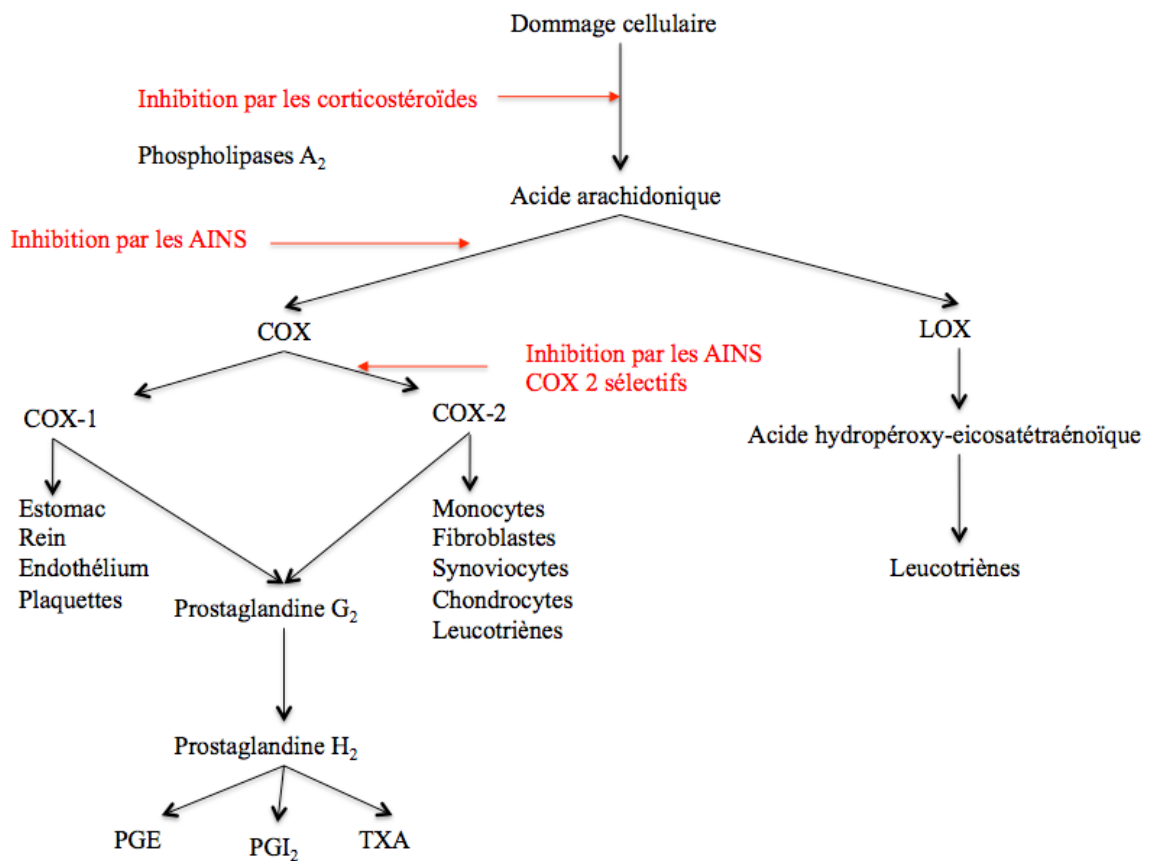 Dommage cellulaire
Inhibition par les corticostéroïdes
Phospholipases A₂
Acide arachidonique
Inhibition par les AINS
COX
LOX
Inhibition par les AINS
COX 2 sélectifs
COX-1
COX-2
Acide hydropéroxy-eicosatétraénoïque
Estomac
Rein
Endothélium
Plaquettes
Monocytes
Fibroblastes
Synoviocytes
Chondrocytes
Leucotriènes
Leucotriènes
Prostaglandine G₂
Prostaglandine H₂
PGE
PGI₂
TXA